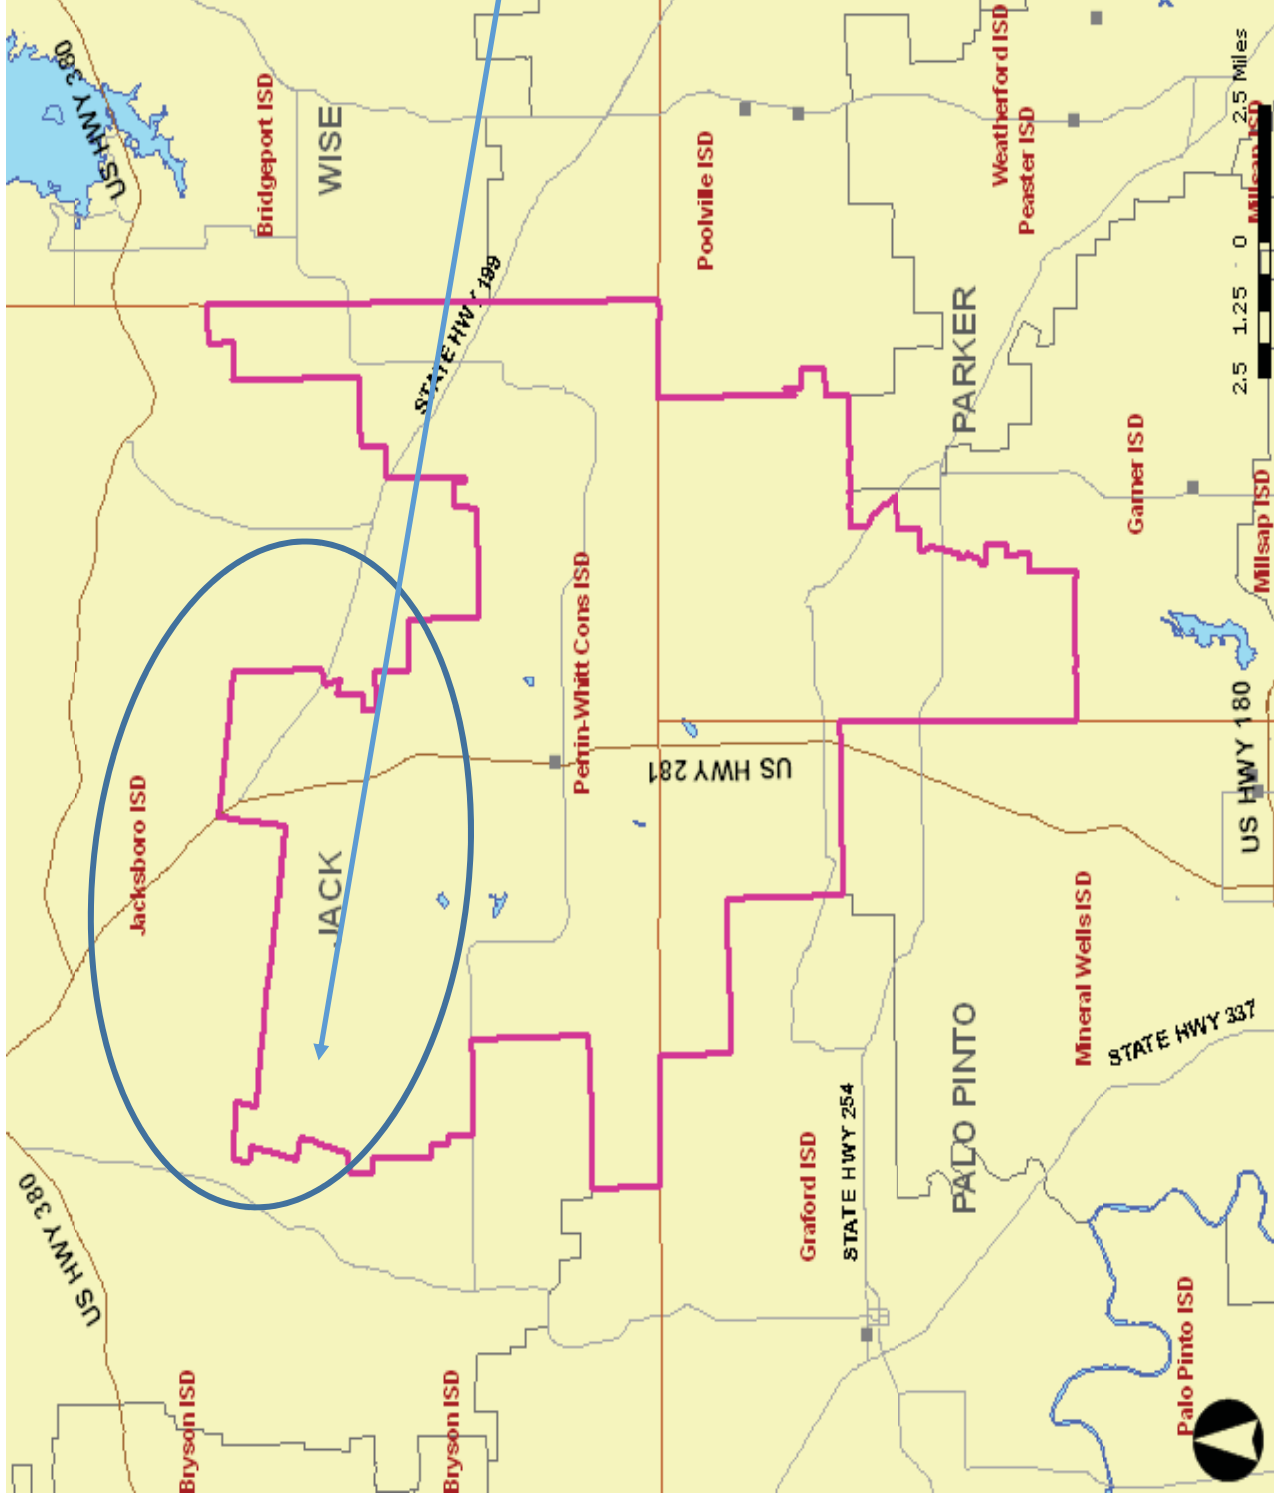 US HWY 380
US HWY 380
Bryson ISD
Jacksboro ISD
Bridgeport ISD
JACK
WISE
STATE HWY 199
Bryson ISD
Perrin-Whitt Cons ISD
US HWY 281
Poolville ISD
Graford ISD
STATE HWY 254
PALO PINTO
PARKER
Weatherford ISD
Peaster ISD
Mineral Wells ISD
STATE HWY 337
Garner ISD
Palo Pinto ISD
US HWY 180
Millsap ISD
Millsap ISD
2.5 1.25 0 2.5 Miles